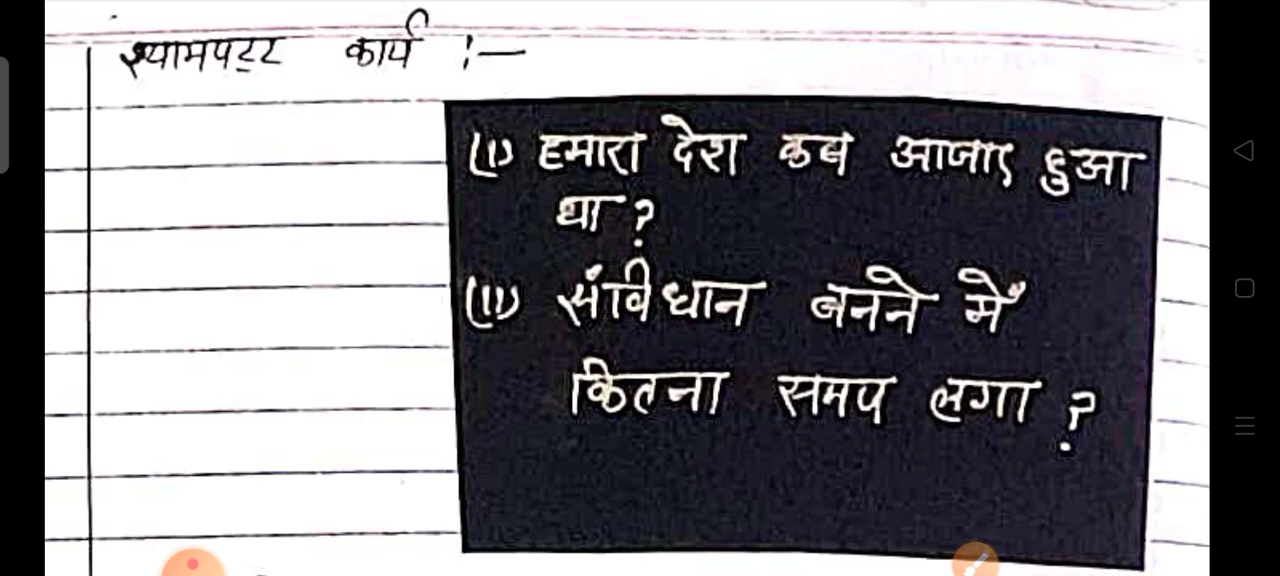 श्यामपट्ट कार्य :—
(i) हमारा देश कब आजाद हुआ
था ?
(ii) संविधान बनने में
कितना समय लगा ?